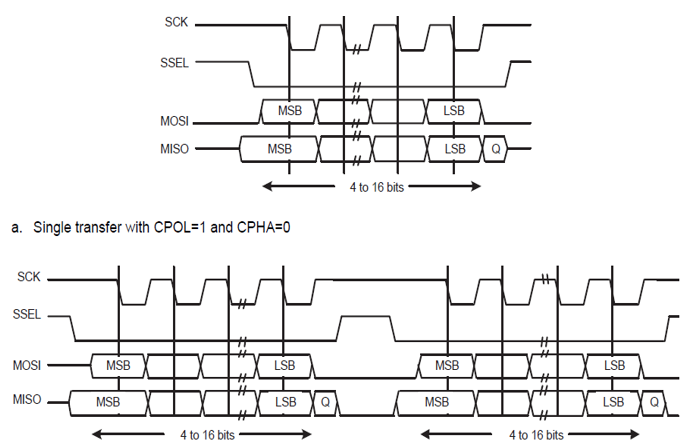 SCK
SSEL
MSB LSB
MOSI
MISO MSB LSB Q
4 to 16 bits
a. Single transfer with CPOL=1 and CPHA=0
SCK
SSEL
MOSI MSB LSB MSB LSB
MISO MSB LSB Q MSB LSB Q
4 to 16 bits 4 to 16 bits